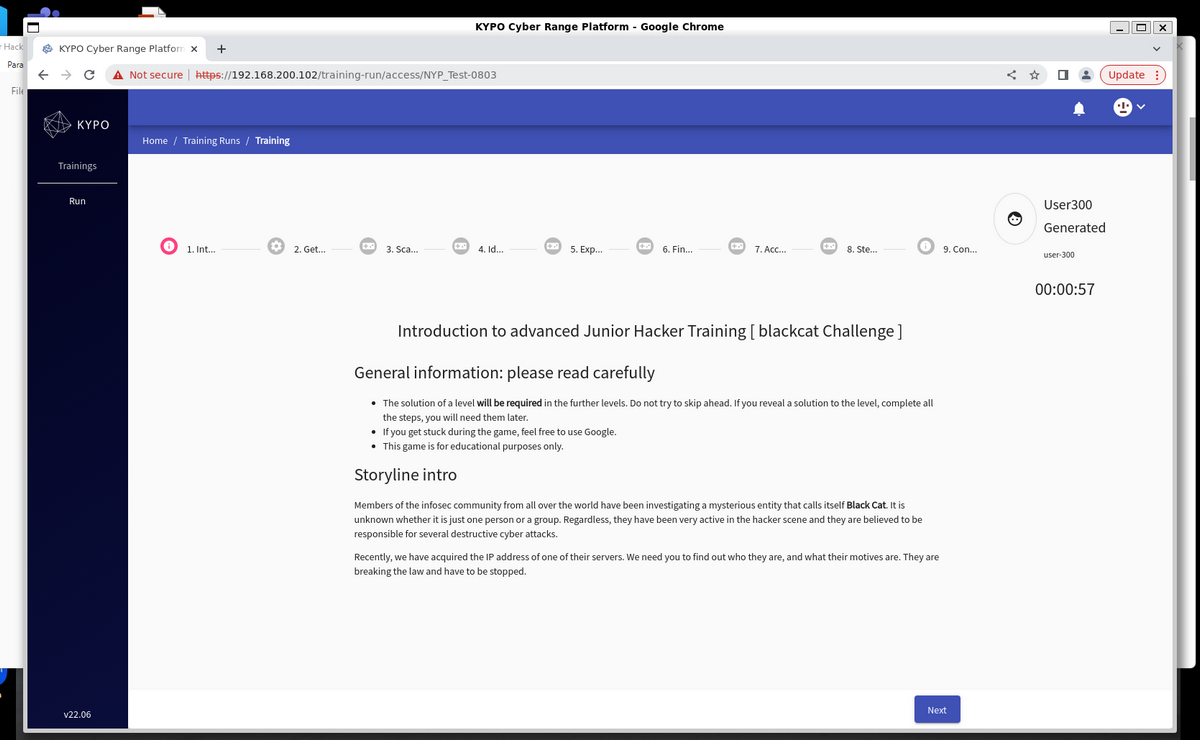 KYPO Cyber Range Platform - Google Chrome
KYPO Cyber Range Platform
Hack
Para
File
Not secure
https://192.168.200.102/training-run/access/NYP_Test-0803
Update
KYPO
Trainings
Run
v22.06
Home / Training Runs / Training
1. Int...
2. Get...
3. Sca...
4. Id...
5. Exp...
6. Fin...
7. Acc...
8. Ste...
9. Con...
User300
Generated
user-300
00:00:57
Introduction to advanced Junior Hacker Training [ blackcat Challenge ]
General information: please read carefully
• The solution of a level will be required in the further levels. Do not try to skip ahead. If you reveal a solution to the level, complete all
the steps, you will need them later.
• If you get stuck during the game, feel free to use Google.
• This game is for educational purposes only.
Storyline intro
Members of the infosec community from all over the world have been investigating a mysterious entity that calls itself Black Cat. It is
unknown whether it is just one person or a group. Regardless, they have been very active in the hacker scene and they are believed to be
responsible for several destructive cyber attacks.
Recently, we have acquired the IP address of one of their servers. We need you to find out who they are, and what their motives are. They are
breaking the law and have to be stopped.
Next